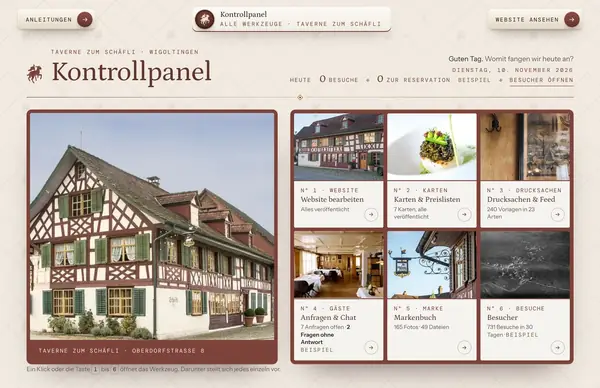 ANLEITUNGEN
Kontrollpanel
ALLE WERKZEUGE · TAVERNE ZUM SCHÄFLI
WEBSITE ANSEHEN
TAVERNE ZUM SCHÄFLI · WIGOLTINGEN
Kontrollpanel
Guten Tag. Womit fangen wir heute an?
DIENSTAG, 10. NOVEMBER 2026
HEUTE 0 BESUCHE + 0 ZUR RESERVATION BEISPIEL + BESUCHER ÖFFNEN
N° 1 · WEBSITE
Website bearbeiten
Alles veröffentlicht
N° 2 · KARTEN
Karten & Preislisten
7 Karten, alle
veröffentlicht
N° 3 · DRUCKSACHEN
Drucksachen & Feed
240 Vorlagen in 23
Arten
N° 4 · GÄSTE
Anfragen & Chat
7 Anfragen offen · 2
Fragen ohne
Antwort
BEISPIEL
N° 5 · MARKE
Markenbuch
165 Fotos · 49 Dateien
N° 6 · BESUCHE
Besucher
731 Besuche in 30
Tagen · BEISPIEL
TAVERNE ZUM SCHÄFLI · OBERDORFSTRASSE 6
Ein Klick oder die Taste 1 bis 6 öffnet das Werkzeug. Darunter stellt sich jedes einzeln vor.